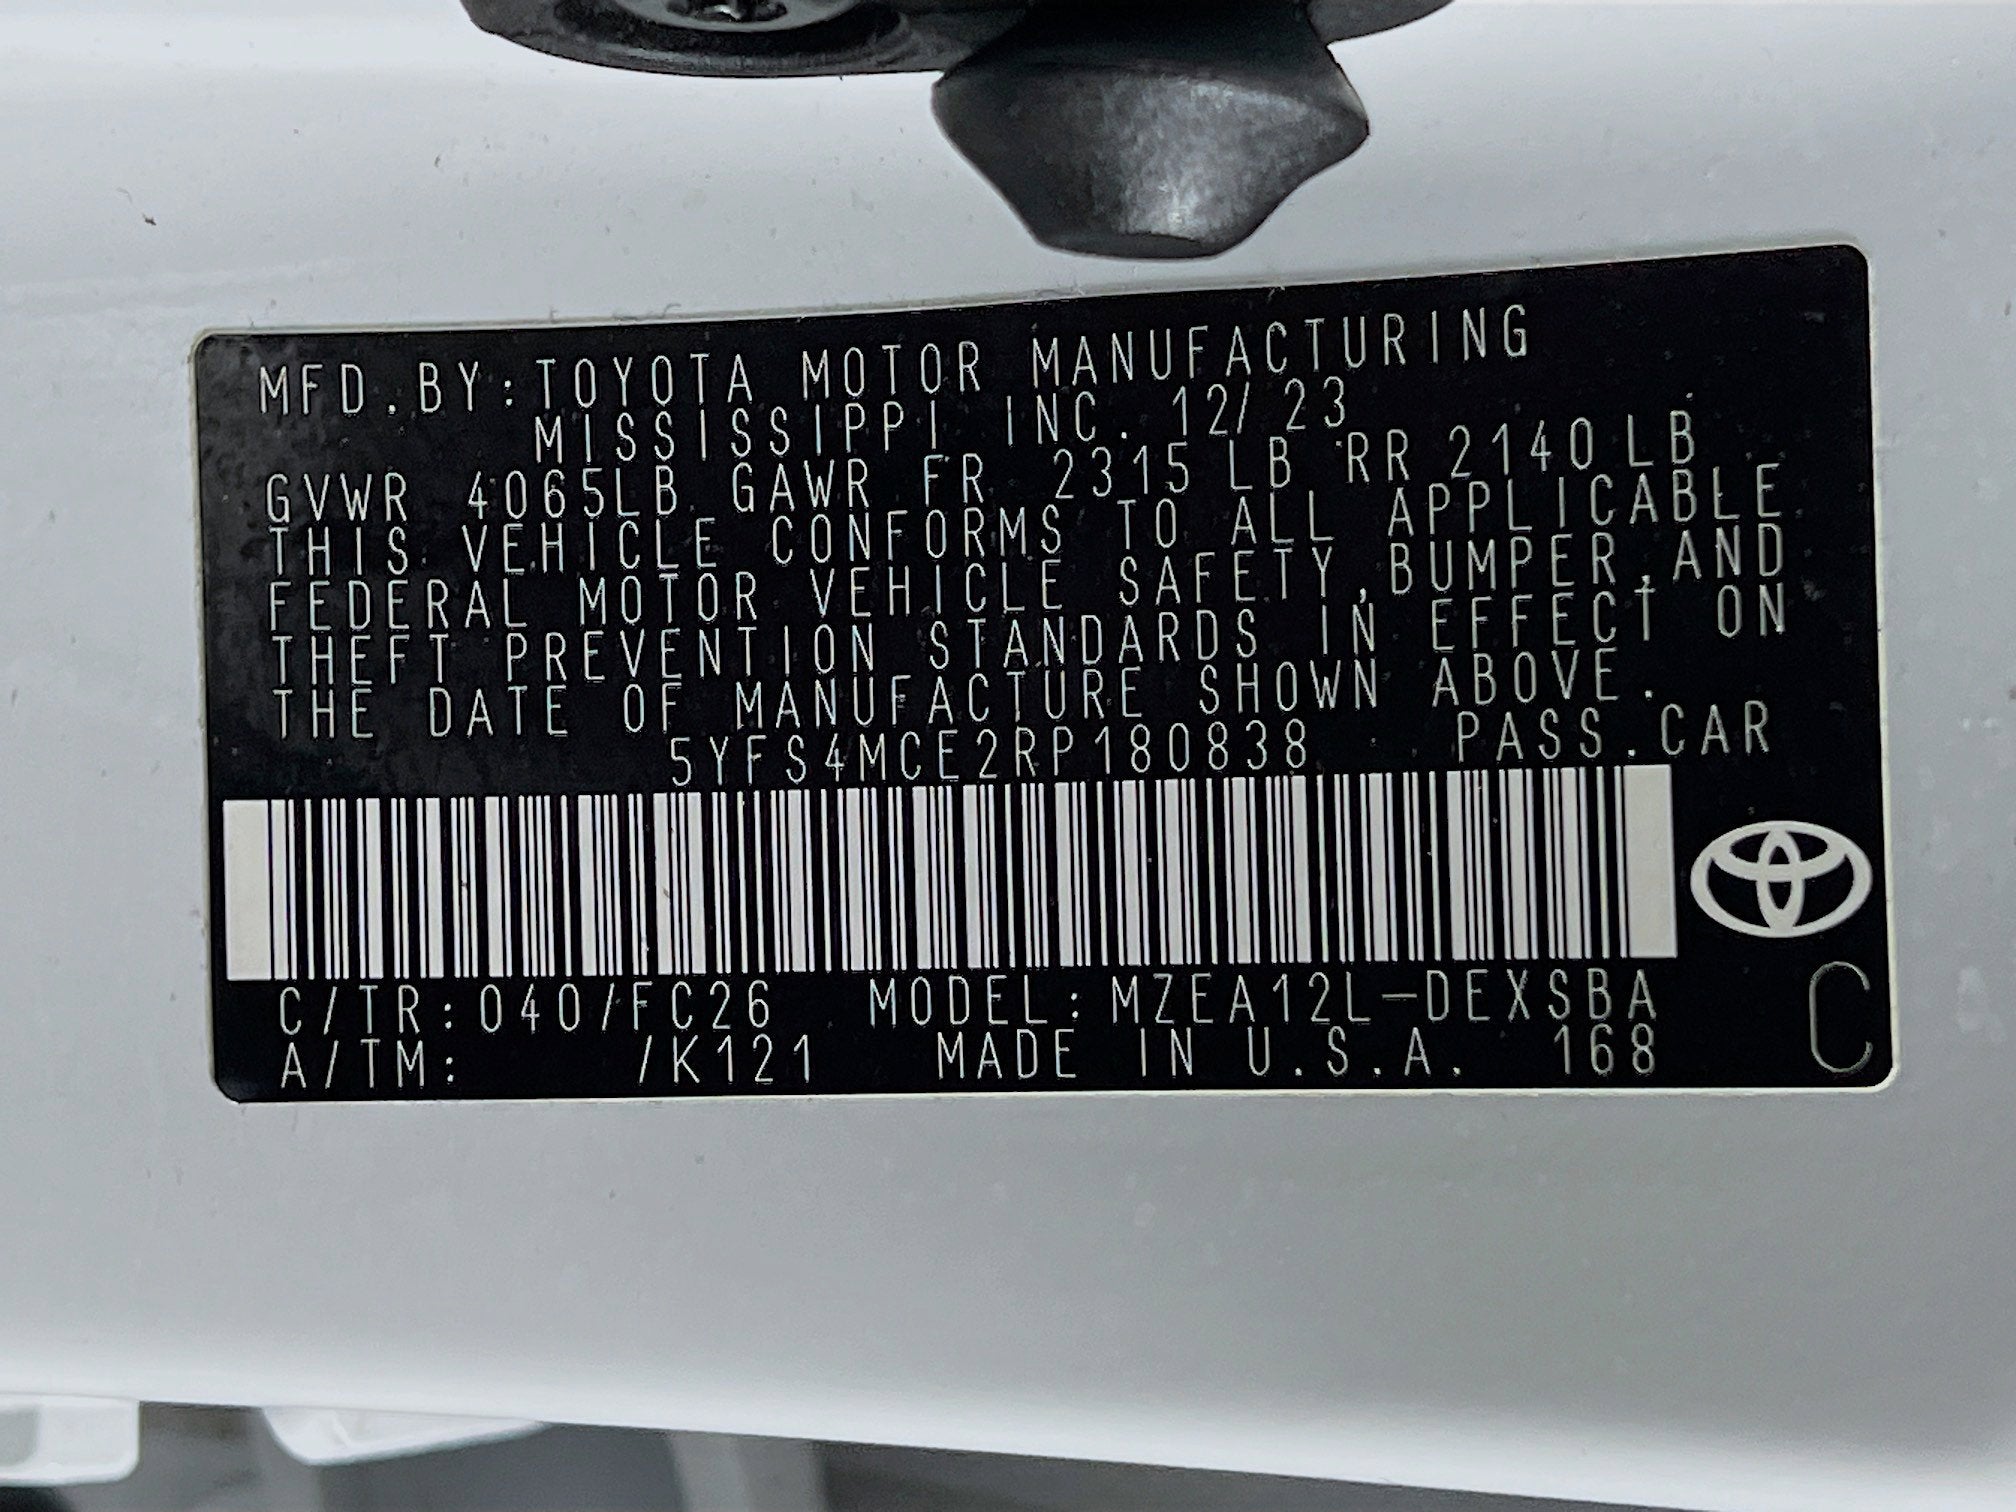 MFD.BY:TOYOTA MOTOR MANUFACTURING
MISSISSIPPI INC. 12/23
GVWR 4065LB GAWR FR 2315LB RR 2140LB
THIS VEHICLE CONFORMS TO ALL APPLICABLE
FEDERAL MOTOR VEHICLE SAFETY,BUMPER,AND
THEFT PREVENTION STANDARDS IN EFFECT ON
THE DATE OF MANUFACTURE SHOWN ABOVE.
5YFS4MCE2RP180838 PASS.CAR
C/TR:040/FC26 MODEL:MZEA12L-DEXSBA
A/TM: /K121 MADE IN U.S.A. 168
C